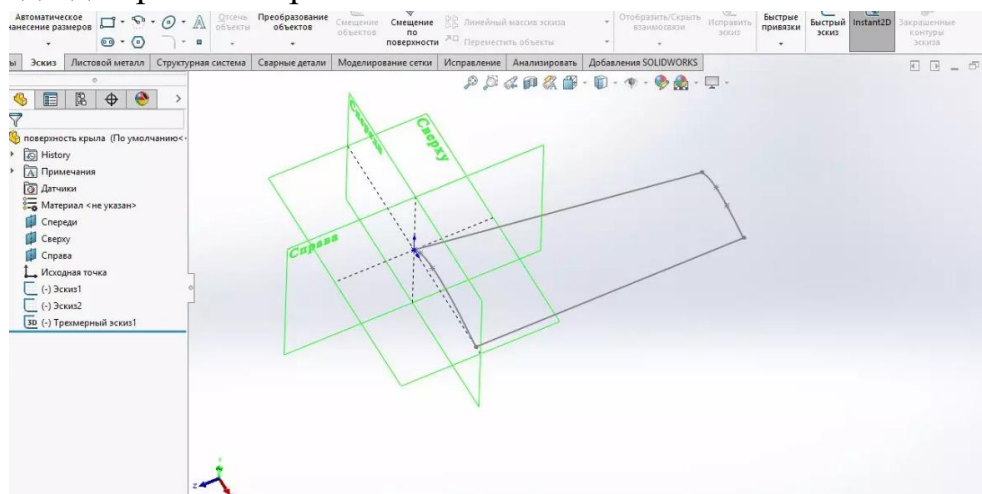 Автоматическое
нанесение размеров
Отсечь
объекты
Преобразование
объектов
Смещение
объектов
Смещение
по
поверхности
Линейный массив эскиза
Переместить объекты
Отобразить/Скрыть
взаимосвязи
Исправить
эскиз
Быстрые
привязки
Быстрый
эскиз
Instant2D
Закрашенные
контуры
эскиза
ы Эскиз Листовой металл Структурная система Сварные детали Моделирование сетки Исправление Анализировать Добавления SOLIDWORKS
поверхность крыла (По умолчанию<
History
Примечания
Датчики
Материал <не указан>
Спереди
Сверху
Справа
Исходная точка
(-) Эскиз1
(-) Эскиз2
3D (-) Трехмерный эскиз1
Сверху
Справа
Y
Z